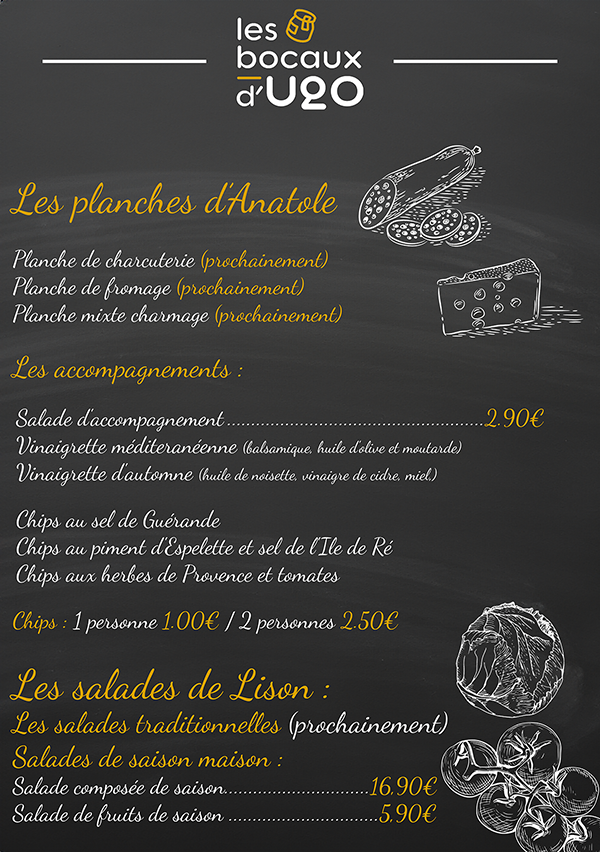 les
bocaux
d'UGO
Les planches d'Anatole
Planche de charcuterie (prochainement)
Planche de fromage (prochainement)
Planche mixte charmage (prochainement)
Les accompagnements :
Salade d'accompagnement ................................................2.90€
Vinaigrette méditeranéenne (balsamique, huile d'olive et moutarde)
Vinaigrette d'automne (huile de noisette, vinaigre de cidre, miel,)
Chips au sel de Guérande
Chips au piment d'Espelette et sel de l'Ile de Ré
Chips aux herbes de Provence et tomates
Chips : 1 personne 1.00€ / 2 personnes 2.50€
Les salades de Lison :
Les salades traditionnelles (prochainement)
Salades de saison maison :
Salade composée de saison...........................16.90€
Salade de fruits de saison ............................5.90€